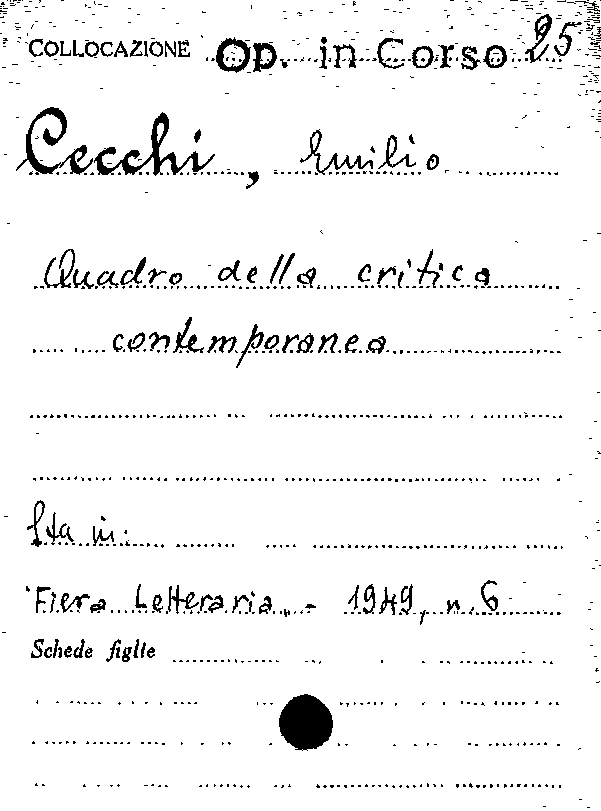 COLLOCAZIONE Op. in Corso 25
Cecchi, Emilio
Quadro della critica
contemporanea
Sta in:
"Fiera Letteraria" - 1949, n. 6
Schede figlie